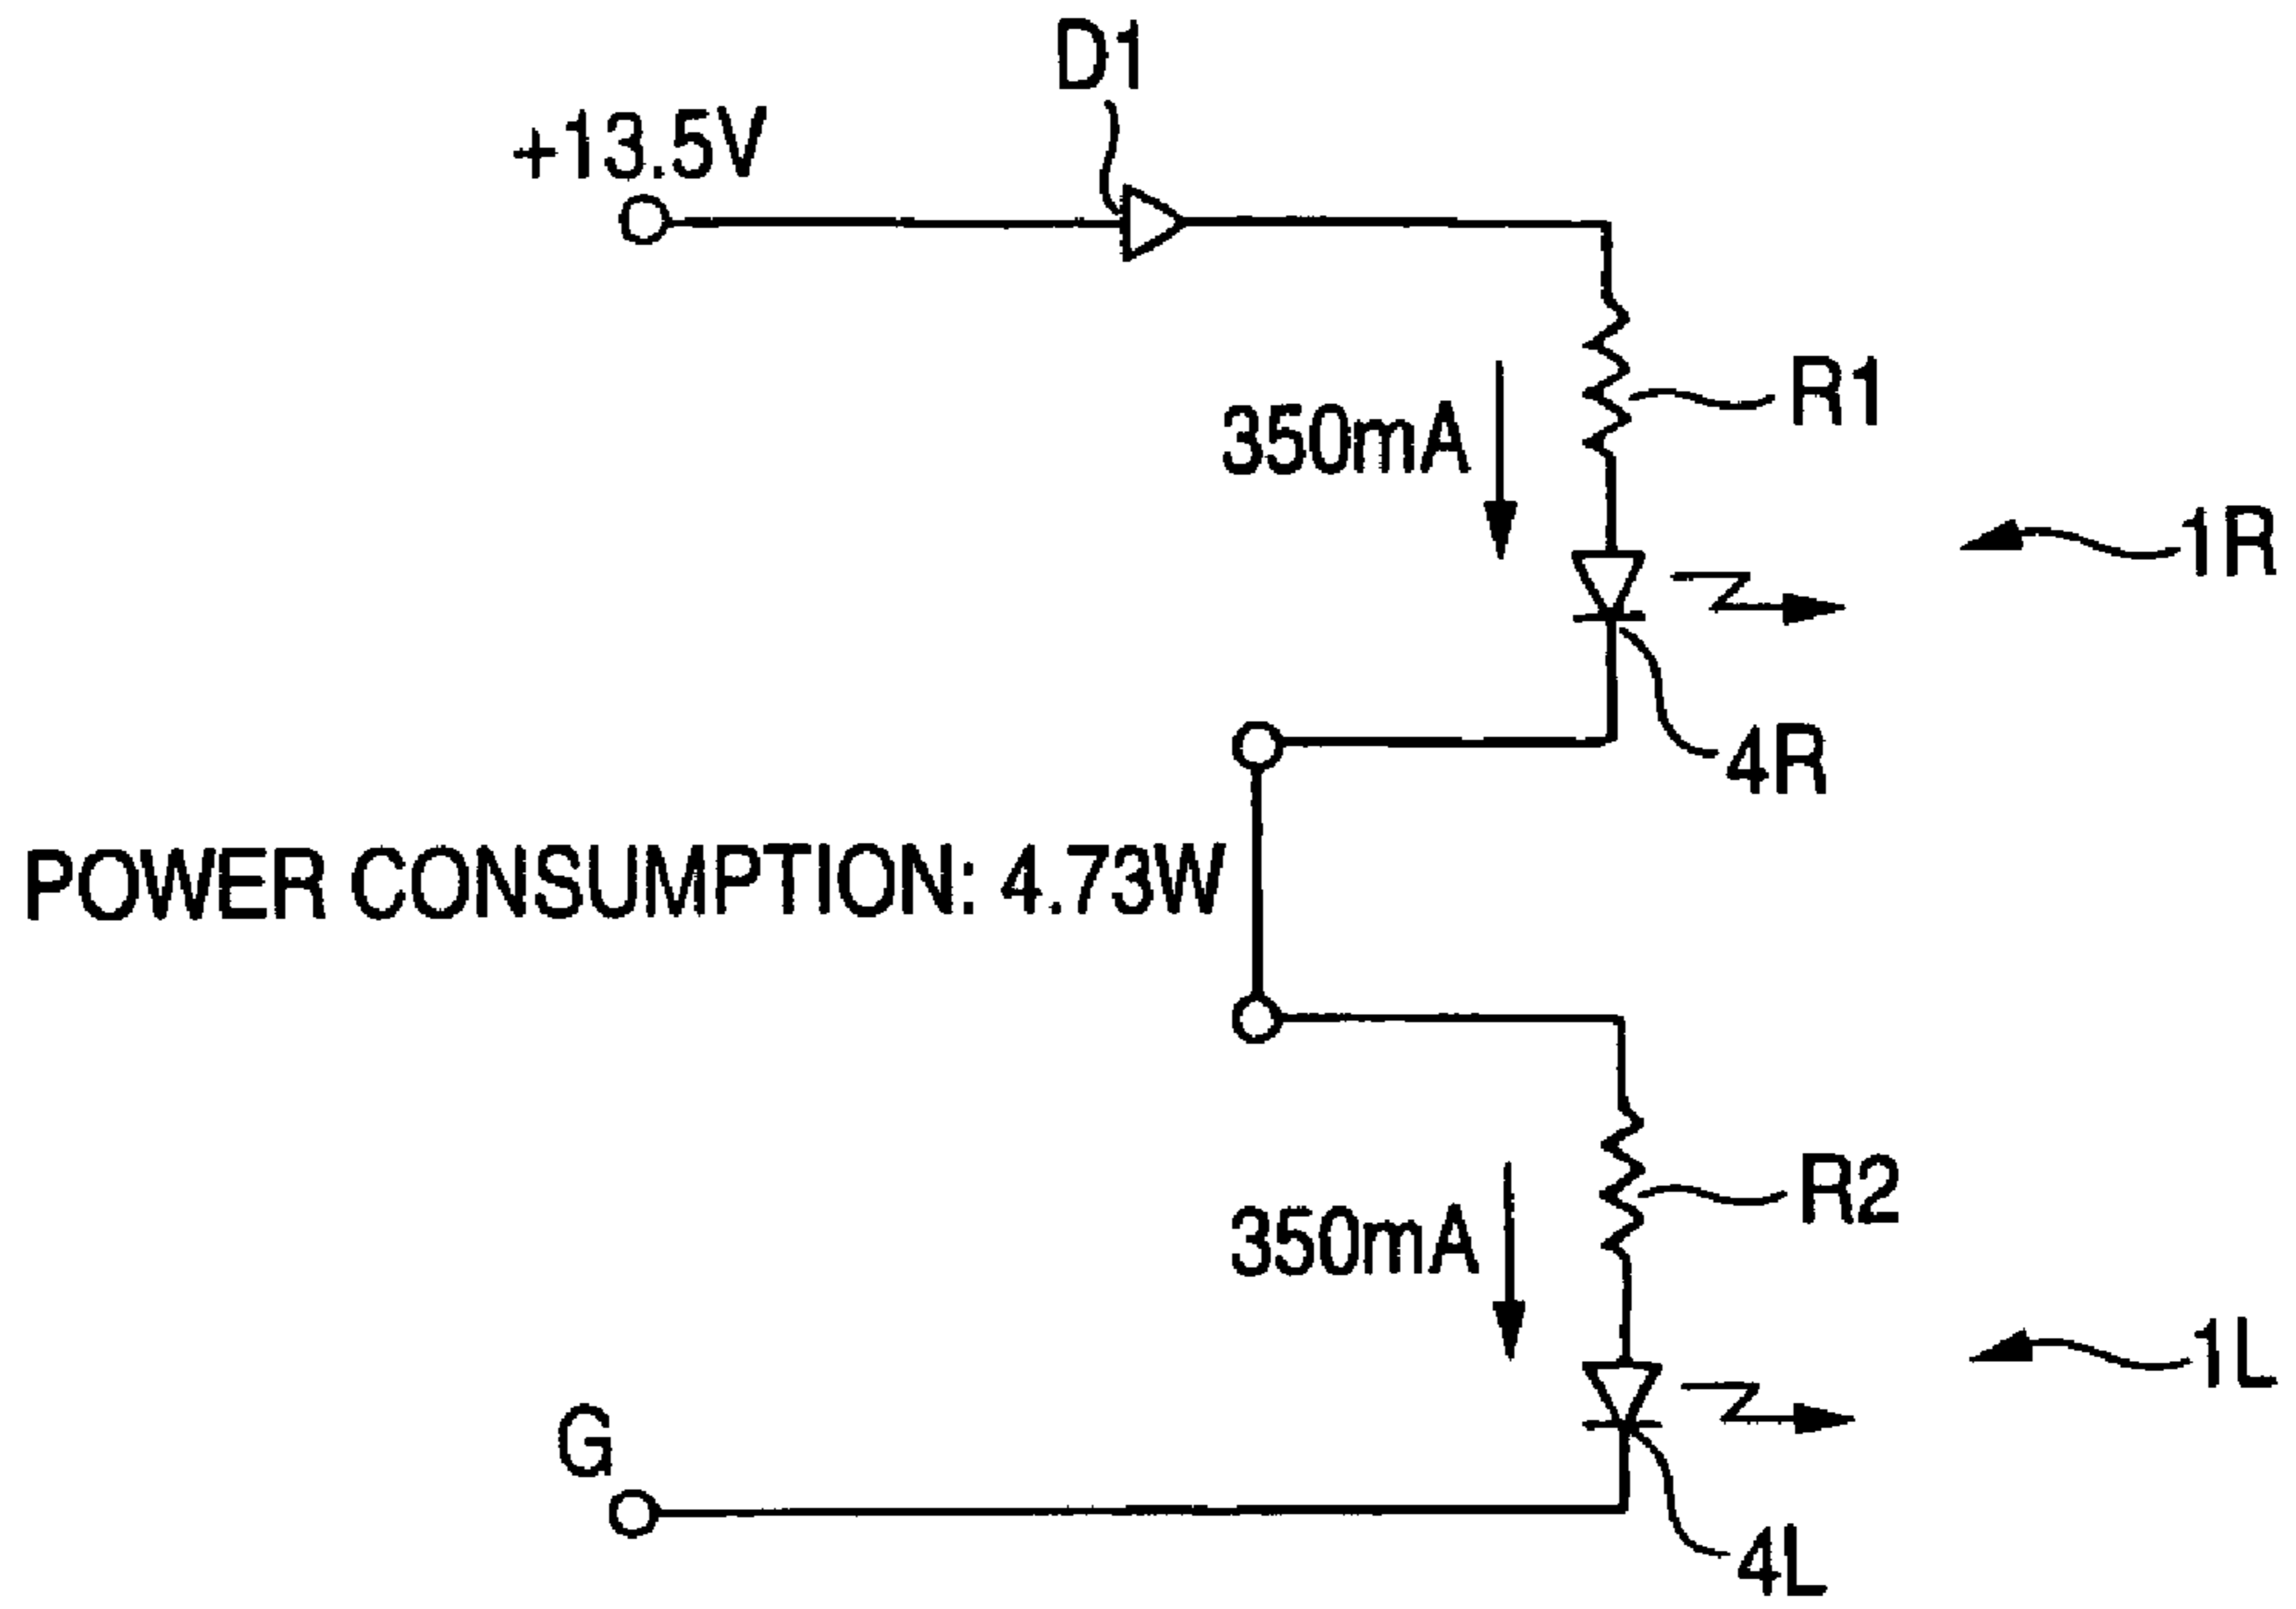 D1
+13.5V
R1
350mA
1R
4R
POWER CONSUMPTION: 4.73W
R2
350mA
1L
G
4L